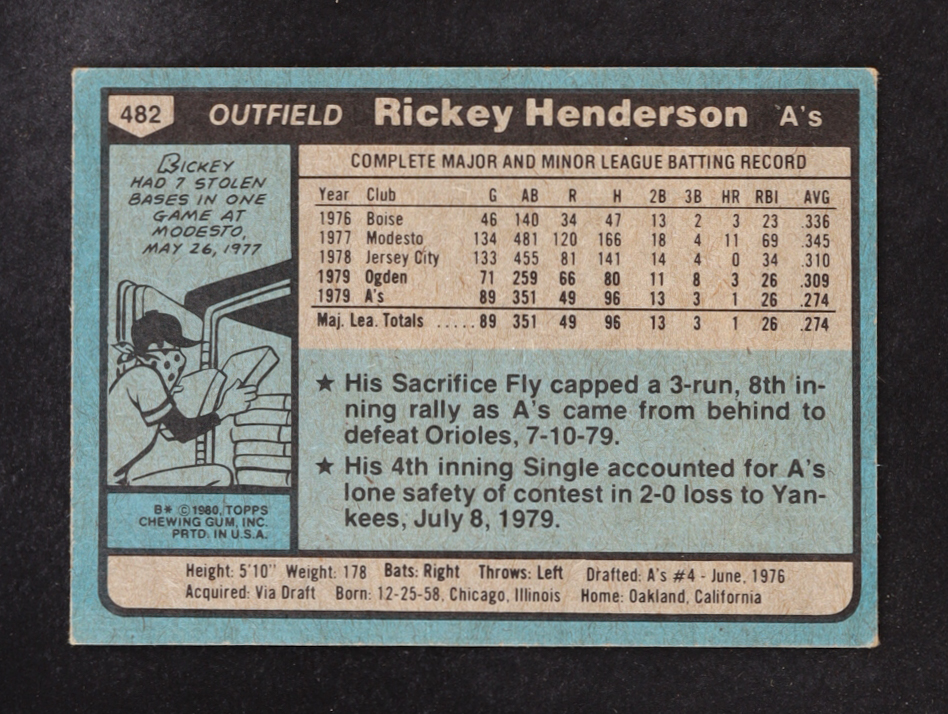 482 OUTFIELD Rickey Henderson A's
RICKEY
HAD 7 STOLEN
BASES IN ONE
GAME AT
MODESTO,
MAY 26, 1977
COMPLETE MAJOR AND MINOR LEAGUE BATTING RECORD
Year Club G AB R H 2B 3B HR RBI AVG
1976 Boise 46 140 34 47 13 2 3 23 .336
1977 Modesto 134 481 120 166 18 4 11 69 .345
1978 Jersey City 133 455 81 141 14 4 0 34 .310
1979 Ogden 71 259 66 80 11 8 3 26 .309
1979 A's 89 351 49 96 13 3 1 26 .274
Maj. Lea. Totals .....89 351 49 96 13 3 1 26 .274
★ His Sacrifice Fly capped a 3-run, 8th in-
ning rally as A's came from behind to
defeat Orioles, 7-10-79.
★ His 4th inning Single accounted for A's
lone safety of contest in 2-0 loss to Yan-
kees, July 8, 1979.
B* © 1980, TOPPS
CHEWING GUM, INC.
PRTD. IN U.S.A.
Height: 5'10" Weight: 178 Bats: Right Throws: Left Drafted: A's #4 - June, 1976
Acquired: Via Draft Born: 12-25-58, Chicago, Illinois Home: Oakland, California